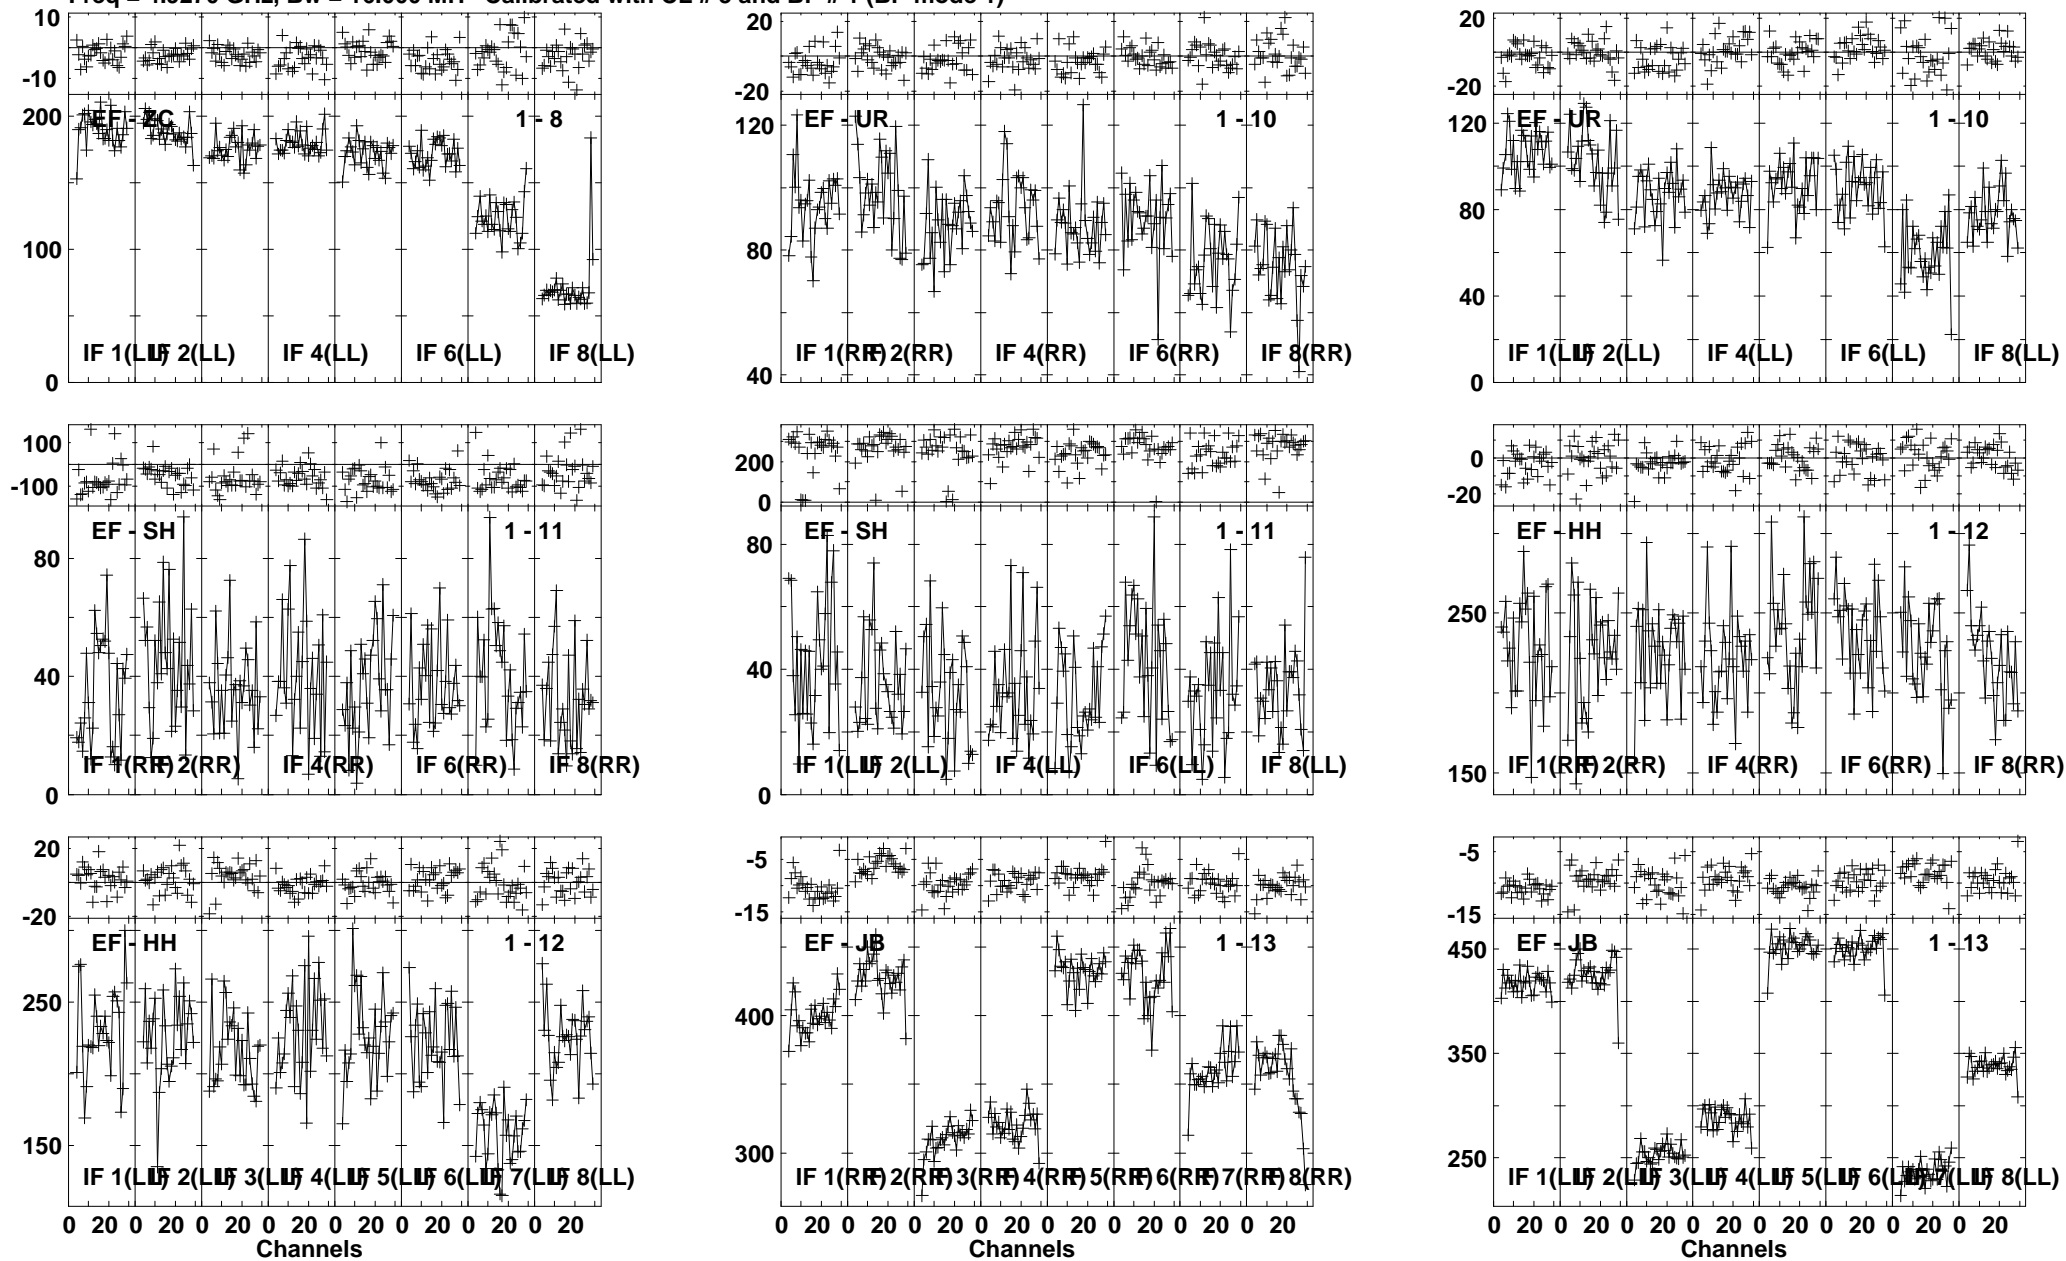 10
-10
200
100
0
EF - ZC 1 - 8
IF 1(LL) IF 2(LL) IF 4(LL) IF 6(LL) IF 8(LL)
20
0
-20
120
80
40
EF - UR 1 - 10
IF 1(RR) IF 2(RR) IF 4(RR) IF 6(RR) IF 8(RR)
20
0
-20
120
80
40
0
EF - UR 1 - 10
IF 1(LL) IF 2(LL) IF 4(LL) IF 6(LL) IF 8(LL)
100
-100
80
40
0
EF - SH 1 - 11
IF 1(RR) IF 2(RR) IF 4(RR) IF 6(RR) IF 8(RR)
200
0
80
40
0
EF - SH 1 - 11
IF 1(LL) IF 2(LL) IF 4(LL) IF 6(LL) IF 8(LL)
0
-20
250
150
EF - HH 1 - 12
IF 1(RR) IF 2(RR) IF 4(RR) IF 6(RR) IF 8(RR)
20
-20
250
150
EF - HH 1 - 12
IF 1(LL) IF 2(LL) IF 3(LL) IF 4(LL) IF 5(LL) IF 6(LL) IF 7(LL) IF 8(LL)
0 20 0 20 0 20 0 20 0 20 0 20 0 20 0 20
Channels
-5
-15
400
300
EF - JB 1 - 13
IF 1(RR) IF 2(RR) IF 3(RR) IF 4(RR) IF 5(RR) IF 6(RR) IF 7(RR) IF 8(RR)
0 20 0 20 0 20 0 20 0 20 0 20 0 20 0 20
Channels
-5
-15
450
350
250
EF - JB 1 - 13
IF 1(LL) IF 2(LL) IF 3(LL) IF 4(LL) IF 5(LL) IF 6(LL) IF 7(LL) IF 8(LL)
0 20 0 20 0 20 0 20 0 20 0 20 0 20 0 20
Channels